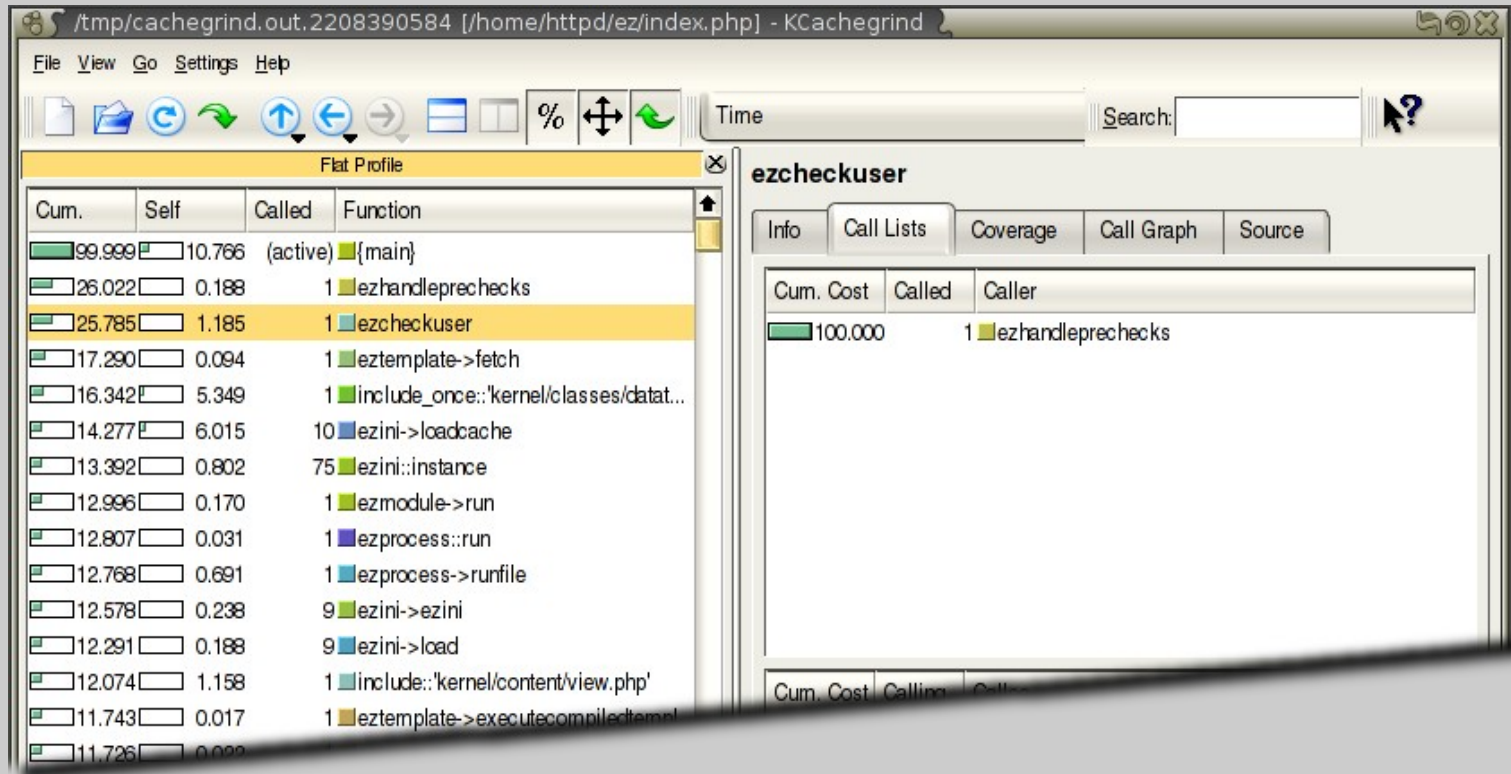 /tmp/cachegrind.out.2208390584 [/home/httpd/ez/index.php] - KCachegrind
File View Go Settings Help
% Time Search: ?
Flat Profile
Cum. Self Called Function
99.999 10.766 (active) {main}
26.022 0.188 1 ezhandleprechecks
25.785 1.185 1 ezcheckuser
17.290 0.094 1 eztemplate->fetch
16.342 5.349 1 include_once::'kernel/classes/datat...
14.277 6.015 10 ezini->loadcache
13.392 0.802 75 ezini::instance
12.996 0.170 1 ezmodule->run
12.807 0.031 1 ezprocess::run
12.768 0.691 1 ezprocess->runfile
12.578 0.238 9 ezini->ezini
12.291 0.188 9 ezini->load
12.074 1.158 1 include::'kernel/content/view.php'
11.743 0.017 1 eztemplate->executecompiledtempl
11.726 0.022
ezcheckuser
Info Call Lists Coverage Call Graph Source
Cum. Cost Called Caller
100.000 1 ezhandleprechecks
Cum. Cost Calling Callee